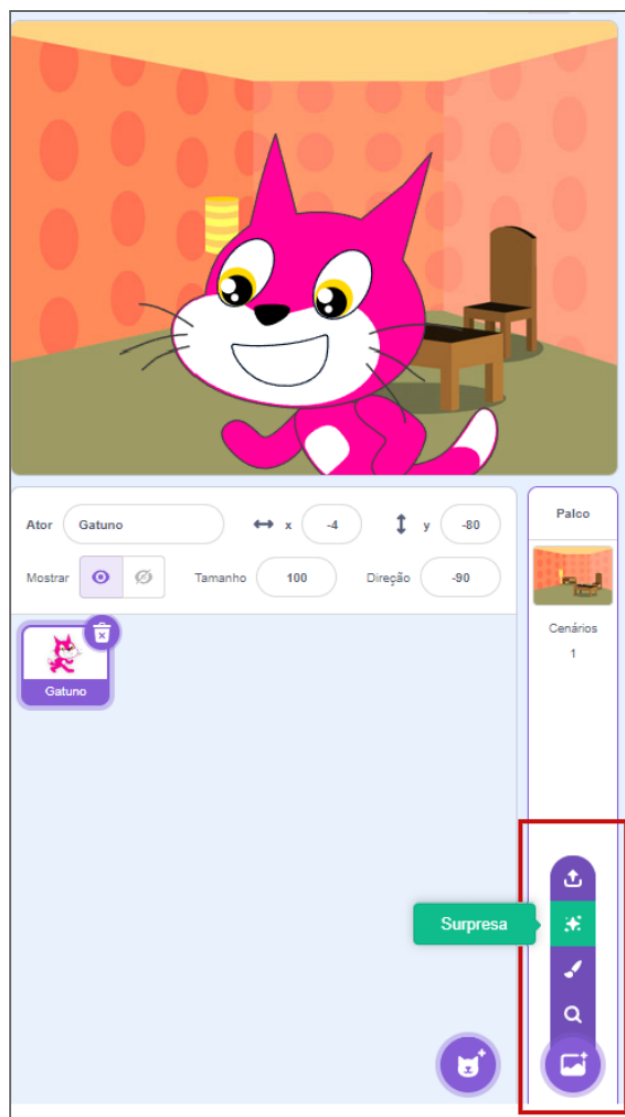 Ator Gatuno x -4 y -80
Mostrar Tamanho 100 Direção -90
Gatuno
Palco
Cenários
1
Surpresa